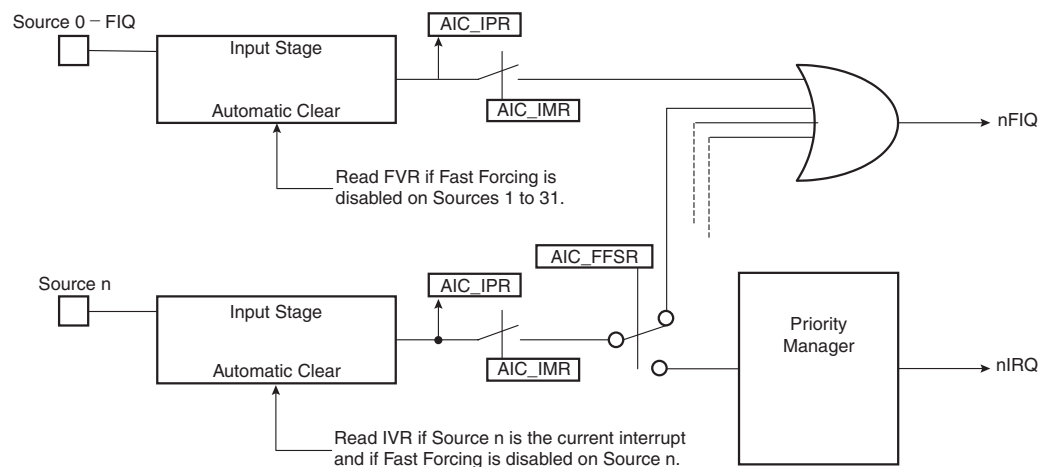 Source 0 – FIQ
AIC_IPR
Input Stage
Automatic Clear
AIC_IMR
nFIQ
Read FVR if Fast Forcing is
disabled on Sources 1 to 31.
AIC_FFSR
Source n
AIC_IPR
Input Stage
Priority
Manager
Automatic Clear
AIC_IMR
nIRQ
Read IVR if Source n is the current interrupt
and if Fast Forcing is disabled on Source n.